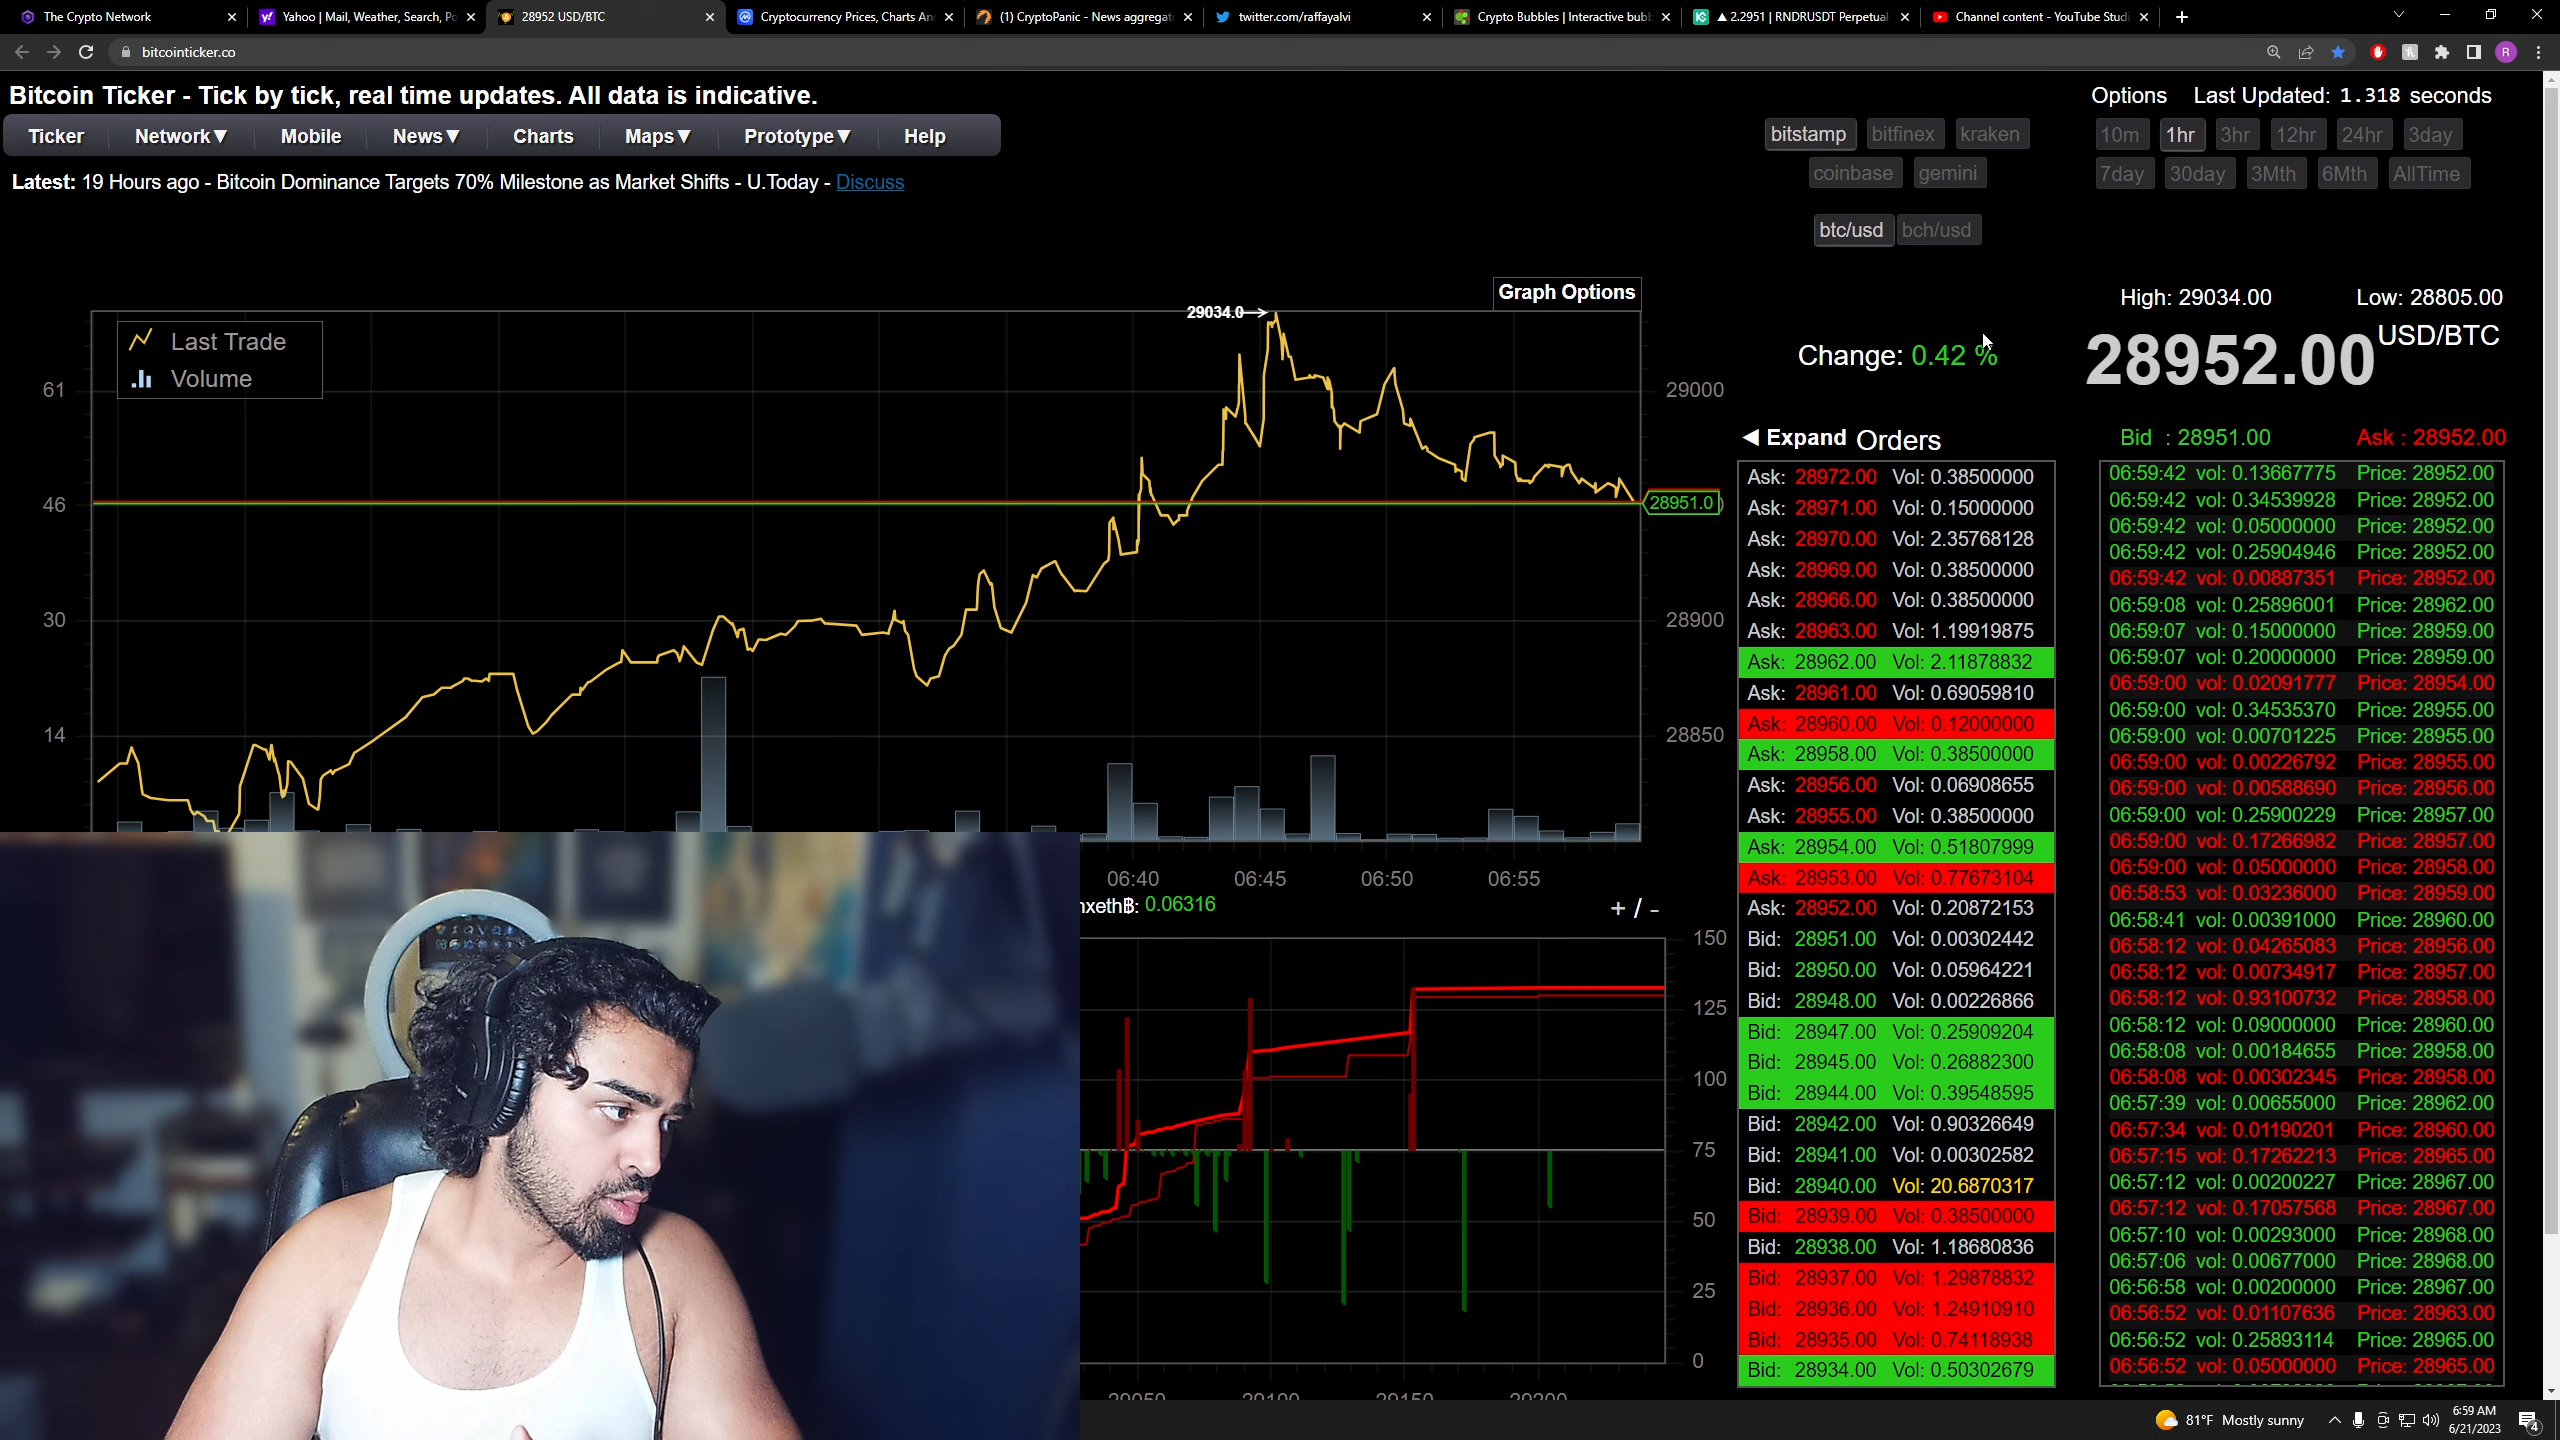 The Crypto Network
Yahoo | Mail, Weather, Search, Po
28952 USD/BTC
Cryptocurrency Prices, Charts An
(1) CryptoPanic - News aggregat
twitter.com/raffayalvi
Crypto Bubbles | Interactive bub
▲ 2.2951 | RNDRUSDT Perpetual
Channel content - YouTube Studi
bitcointicker.co
R
Bitcoin Ticker - Tick by tick, real time updates. All data is indicative.
Options Last Updated: 1.318 seconds
Ticker Network▼ Mobile News▼ Charts Maps▼ Prototype▼ Help
bitstamp bitfinex kraken
10m 1hr 3hr 12hr 24hr 3day
coinbase gemini
7day 30day 3Mth 6Mth AllTime
Latest: 19 Hours ago - Bitcoin Dominance Targets 70% Milestone as Market Shifts - U.Today - Discuss
btc/usd bch/usd
Graph Options
High: 29034.00 Low: 28805.00
Change: 0.42 %
28952.00 USD/BTC
Bid : 28951.00 Ask : 28952.00
29034.0
Last Trade
Volume
61
46
30
14
29000
28951.0
28900
28850
06:40 06:45 06:50 06:55
nxethB: 0.06316
+ / -
150
125
100
75
50
25
0
29050 29100 29150 29200
◀ Expand Orders
Ask: 28972.00 Vol: 0.38500000
Ask: 28971.00 Vol: 0.15000000
Ask: 28970.00 Vol: 2.35768128
Ask: 28969.00 Vol: 0.38500000
Ask: 28966.00 Vol: 0.38500000
Ask: 28963.00 Vol: 1.19919875
Ask: 28962.00 Vol: 2.11878832
Ask: 28961.00 Vol: 0.69059810
Ask: 28960.00 Vol: 0.12000000
Ask: 28958.00 Vol: 0.38500000
Ask: 28956.00 Vol: 0.06908655
Ask: 28955.00 Vol: 0.38500000
Ask: 28954.00 Vol: 0.51807999
Ask: 28953.00 Vol: 0.77673104
Ask: 28952.00 Vol: 0.20872153
Bid: 28951.00 Vol: 0.00302442
Bid: 28950.00 Vol: 0.05964221
Bid: 28948.00 Vol: 0.00226866
Bid: 28947.00 Vol: 0.25909204
Bid: 28945.00 Vol: 0.26882300
Bid: 28944.00 Vol: 0.39548595
Bid: 28942.00 Vol: 0.90326649
Bid: 28941.00 Vol: 0.00302582
Bid: 28940.00 Vol: 20.6870317
Bid: 28939.00 Vol: 0.38500000
Bid: 28938.00 Vol: 1.18680836
Bid: 28937.00 Vol: 1.29878832
Bid: 28936.00 Vol: 1.24910910
Bid: 28935.00 Vol: 0.74118938
Bid: 28934.00 Vol: 0.50302679
06:59:42 vol: 0.13667775 Price: 28952.00
06:59:42 vol: 0.34539928 Price: 28952.00
06:59:42 vol: 0.05000000 Price: 28952.00
06:59:42 vol: 0.25904946 Price: 28952.00
06:59:42 vol: 0.00887351 Price: 28952.00
06:59:08 vol: 0.25896001 Price: 28962.00
06:59:07 vol: 0.15000000 Price: 28959.00
06:59:07 vol: 0.20000000 Price: 28959.00
06:59:00 vol: 0.02091777 Price: 28954.00
06:59:00 vol: 0.34535370 Price: 28955.00
06:59:00 vol: 0.00701225 Price: 28955.00
06:59:00 vol: 0.00226792 Price: 28955.00
06:59:00 vol: 0.00588690 Price: 28956.00
06:59:00 vol: 0.25900229 Price: 28957.00
06:59:00 vol: 0.17266982 Price: 28957.00
06:59:00 vol: 0.05000000 Price: 28958.00
06:58:53 vol: 0.03236000 Price: 28959.00
06:58:41 vol: 0.00391000 Price: 28960.00
06:58:12 vol: 0.04265083 Price: 28956.00
06:58:12 vol: 0.00734917 Price: 28957.00
06:58:12 vol: 0.93100732 Price: 28958.00
06:58:12 vol: 0.09000000 Price: 28960.00
06:58:08 vol: 0.00184655 Price: 28958.00
06:58:08 vol: 0.00302345 Price: 28958.00
06:57:39 vol: 0.00655000 Price: 28962.00
06:57:34 vol: 0.01190201 Price: 28960.00
06:57:15 vol: 0.17262213 Price: 28965.00
06:57:12 vol: 0.00200227 Price: 28967.00
06:57:12 vol: 0.17057568 Price: 28967.00
06:57:10 vol: 0.00293000 Price: 28968.00
06:57:06 vol: 0.00677000 Price: 28968.00
06:56:58 vol: 0.00200000 Price: 28967.00
06:56:52 vol: 0.01107636 Price: 28963.00
06:56:52 vol: 0.25893114 Price: 28965.00
06:56:52 vol: 0.05000000 Price: 28965.00
81°F Mostly sunny
6:59 AM
6/21/2023
4